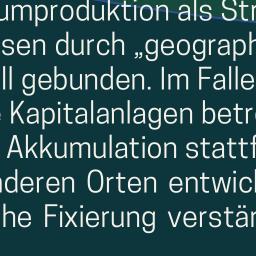 umproduktion als Str
sen durch „geograph
ll gebunden. Im Falle
Kapitalanlagen betr
Akkumulation stattf
nderen Orten entwic
he Fixierung verstär